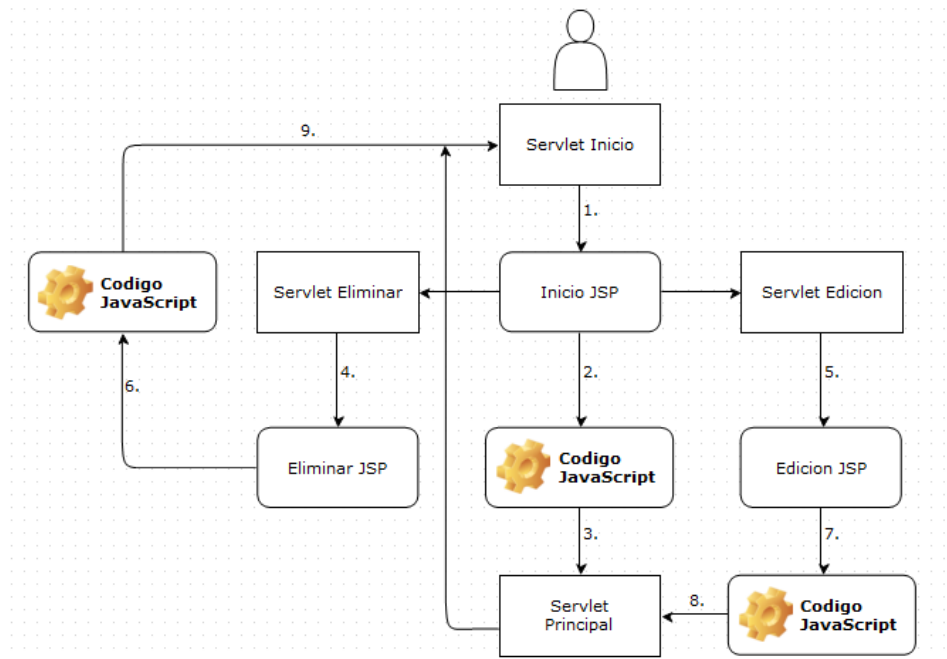 9.
Servlet Inicio
1.
Codigo
JavaScript
Servlet Eliminar
Inicio JSP
Servlet Edicion
6.
4.
2.
5.
Eliminar JSP
Codigo
JavaScript
Edicion JSP
3.
7.
Servlet
Principal
8.
Codigo
JavaScript